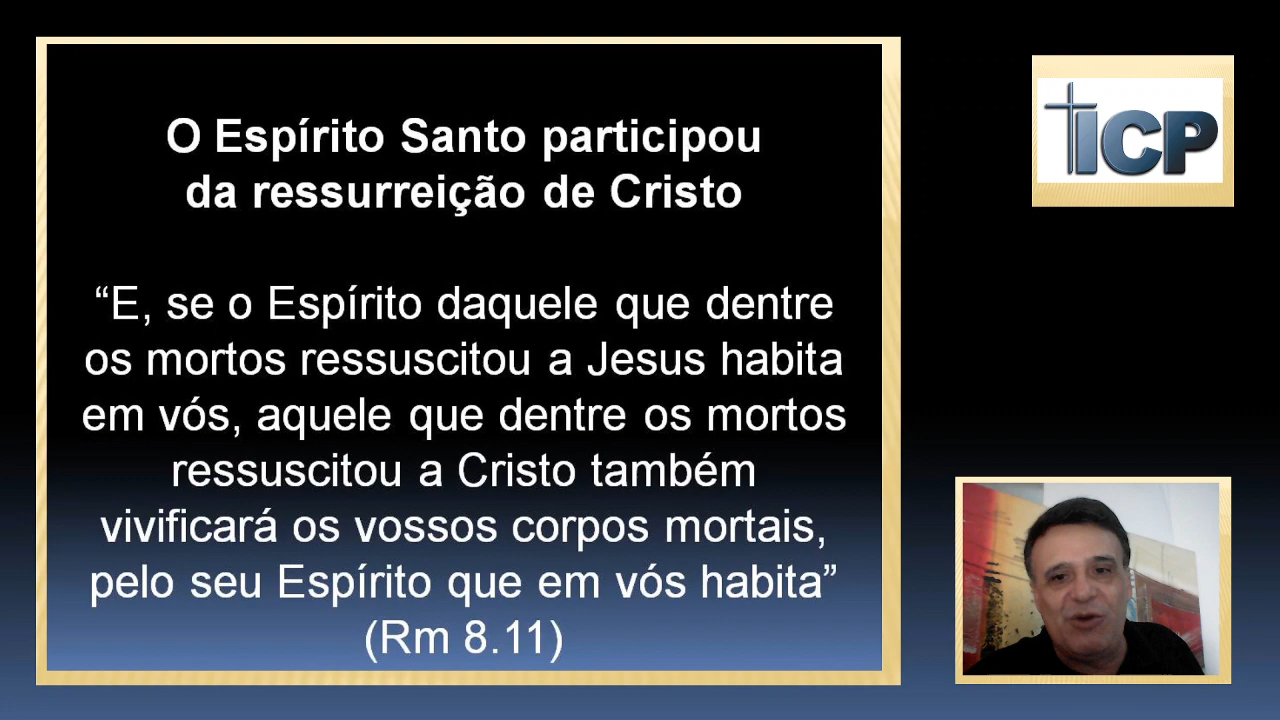 O Espírito Santo participou
da ressurreição de Cristo
“E, se o Espírito daquele que dentre
os mortos ressuscitou a Jesus habita
em vós, aquele que dentre os mortos
ressuscitou a Cristo também
vivificará os vossos corpos mortais,
pelo seu Espírito que em vós habita”
(Rm 8.11)
ICP